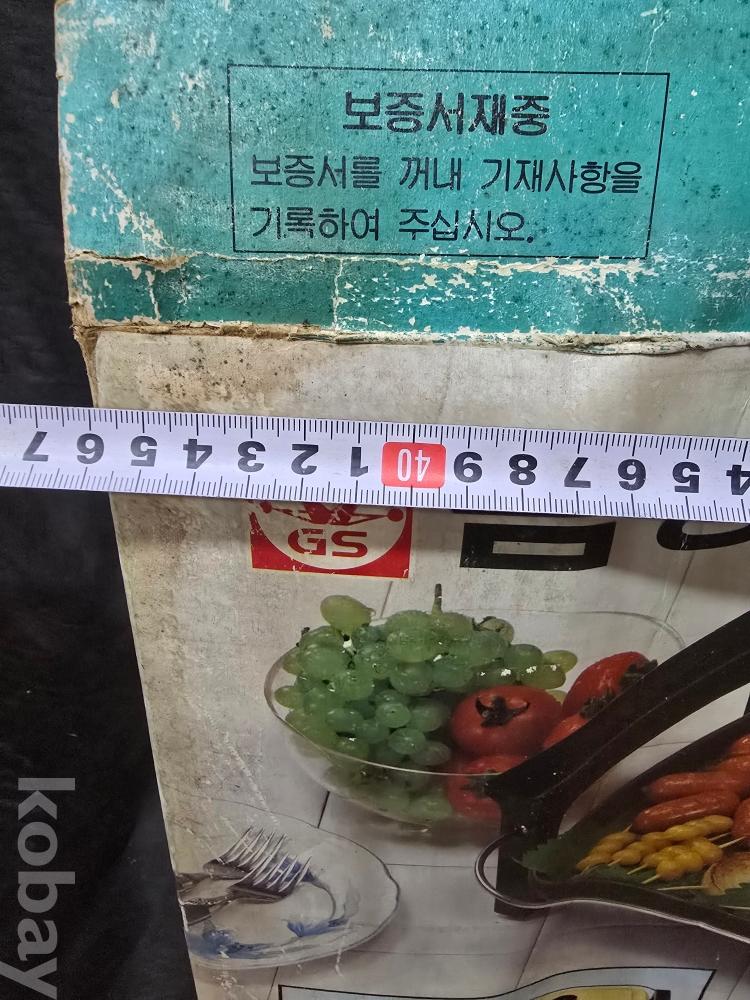 보증서재중
보증서를 꺼내 기재사항을
기록하여 주십시오.
7 6 5 4 3 2 1 40 9 8 7 6 5 4
GS
kobay